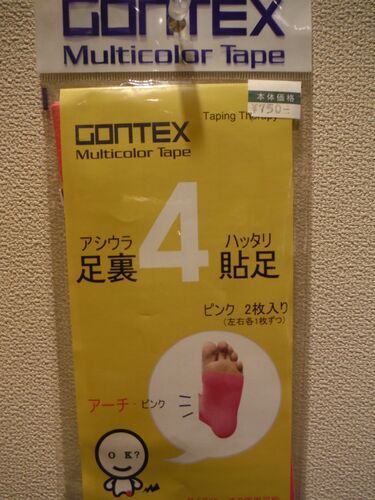 GONTEX
Multicolor Tape
本体価格
¥750-
Taping Therapy
GONTEX
Multicolor Tape
アシウラ
足裏
4
ハッタリ
貼足
ピンク 2枚入り
(左右各1枚ずつ)
アーチ - ピンク
O K?